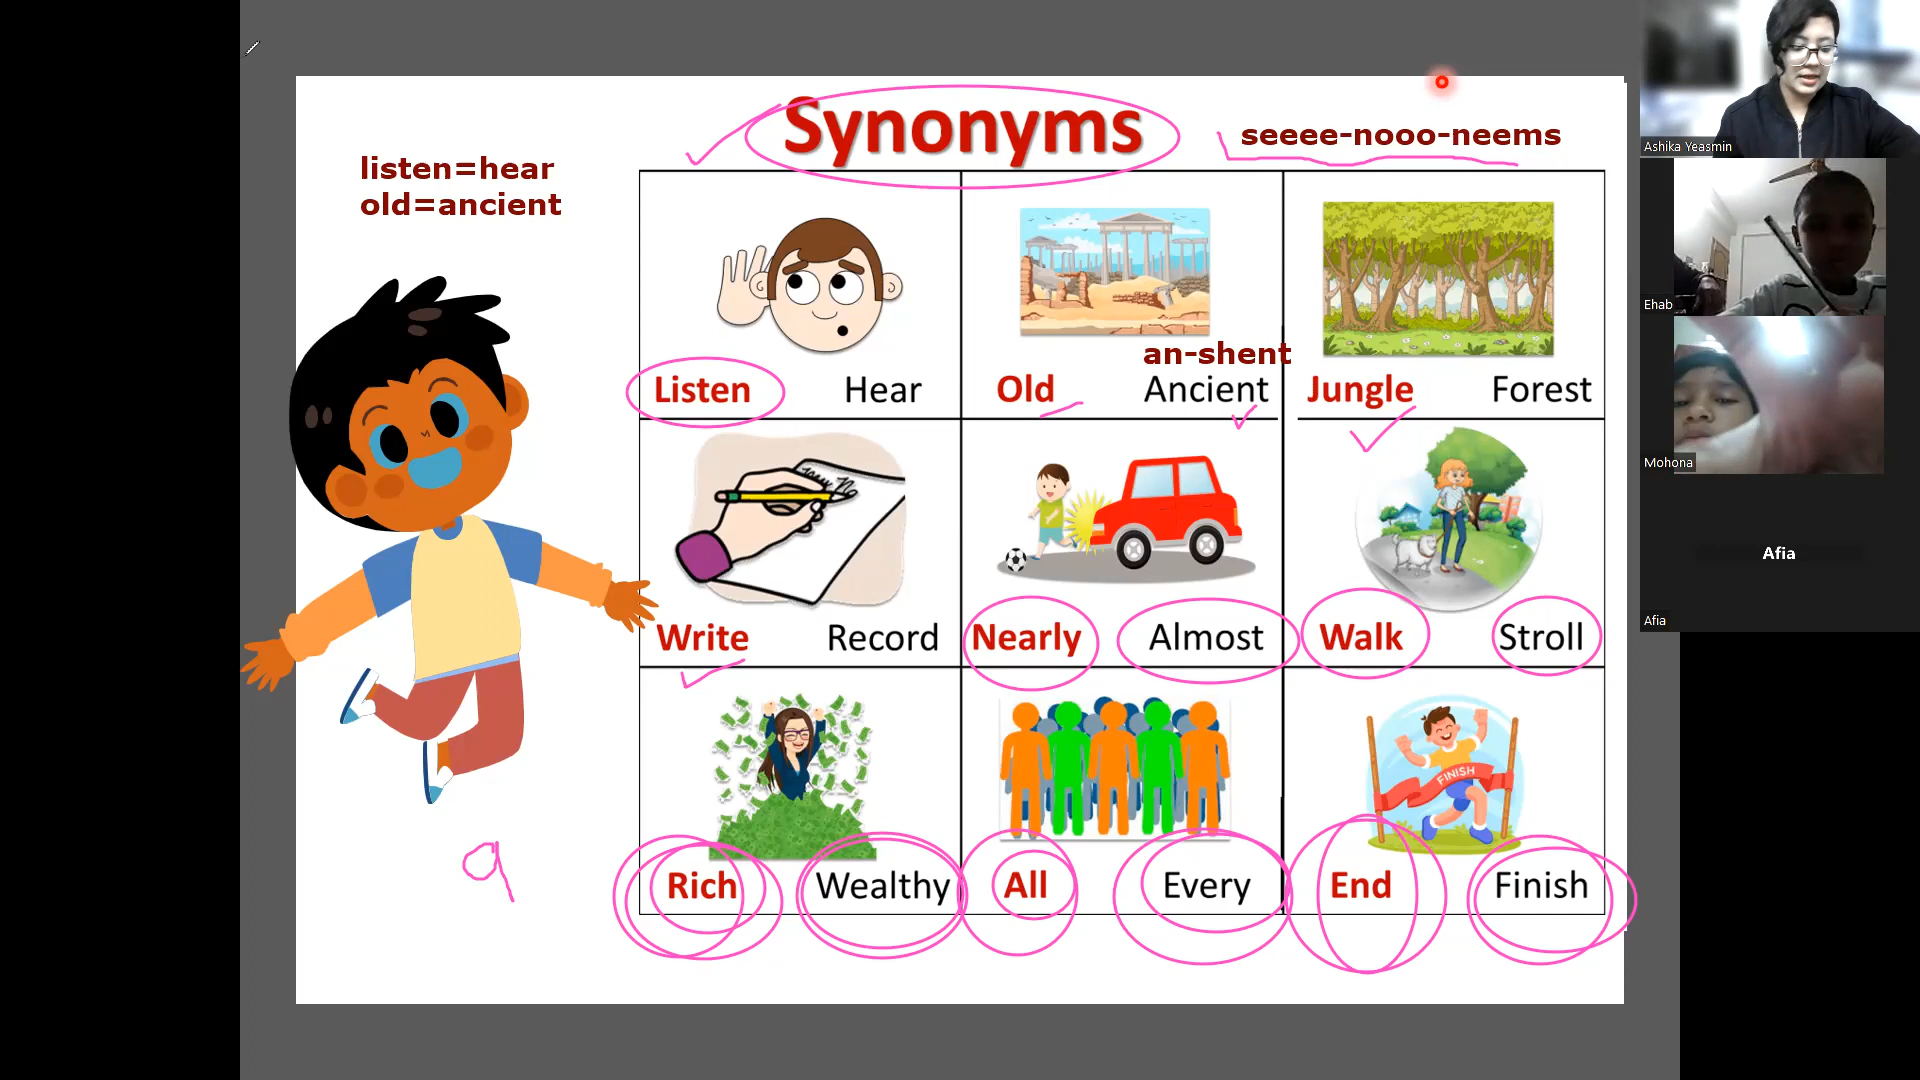 Synonyms
seeee-nooo-neems
listen=hear
old=ancient
an-shent
Listen Hear
Old Ancient
Jungle Forest
Write Record
Nearly Almost
Walk Stroll
FINISH
Rich Wealthy
All Every
End Finish
9
Ashika Yeasmin
Ehab
Mohona
Afia
Afia